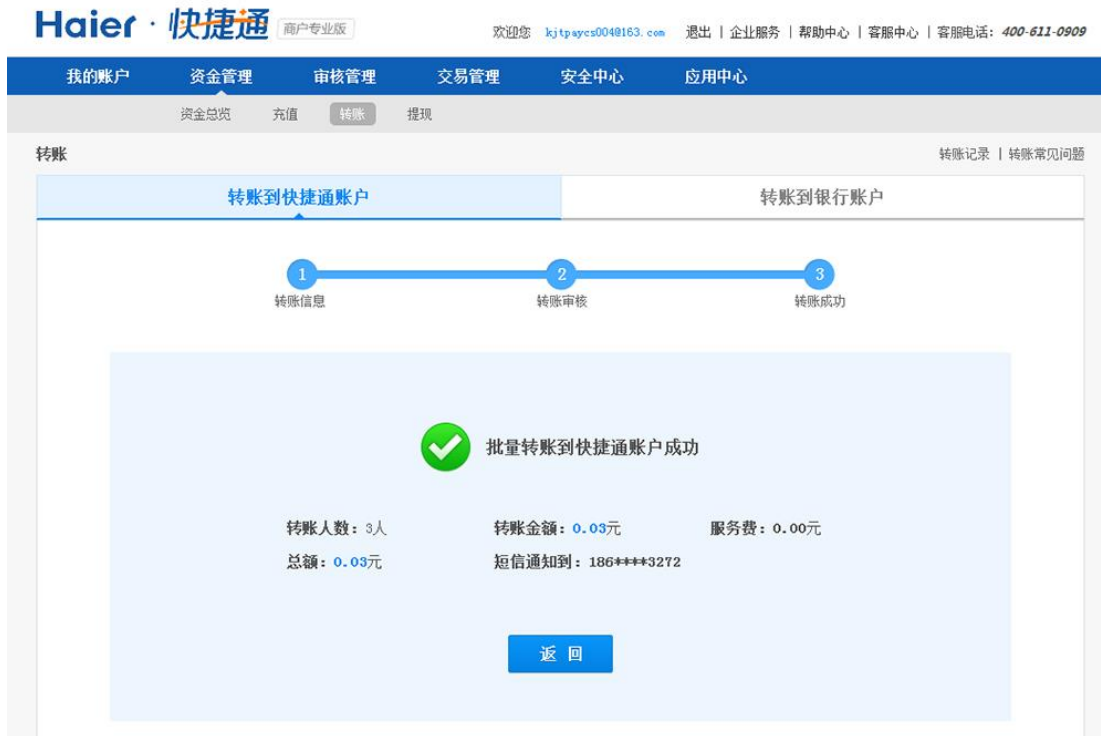 Haier · 快捷通 商户专业版 欢迎您 kjtpaycs004@163.com 退出 | 企业服务 | 帮助中心 | 客服中心 | 客服电话：400-611-0909
我的账户 资金管理 审核管理 交易管理 安全中心 应用中心
资金总览 充值 转账 提现
转账 转账记录 | 转账常见问题
转账到快捷通账户 转账到银行账户
1 2 3
转账信息 转账审核 转账成功
批量转账到快捷通账户成功
转账人数：3人 转账金额：0.03元 服务费：0.00元
总额：0.03元 短信通知到：186****3272
返 回